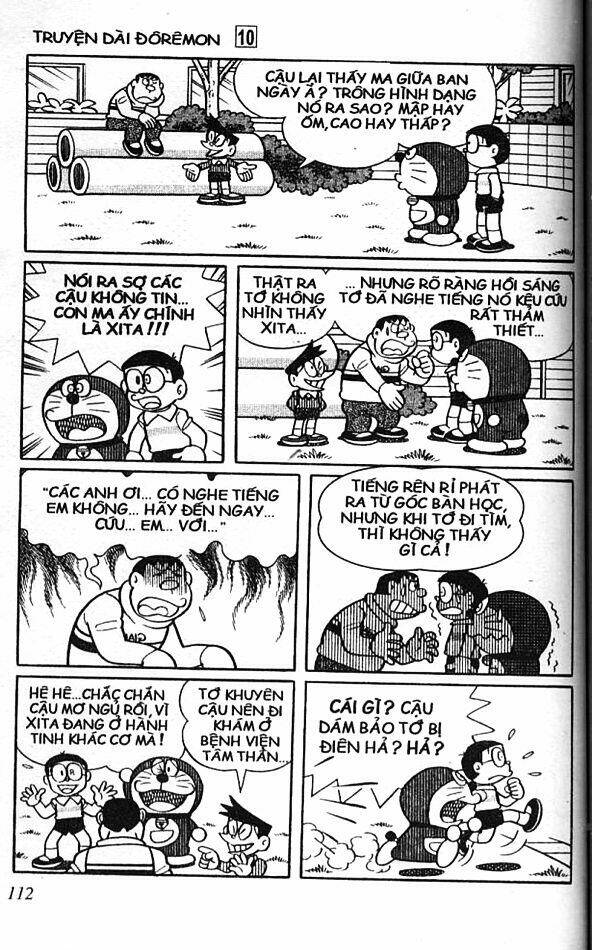 TRUYỆN DÀI ĐÔRÊMON 10
CẬU LẠI THẤY MA GIỮA BAN
NGÀY À? TRÔNG HÌNH DẠNG
NÓ RA SAO? MẬP HAY
ỐM, CAO HAY THẤP?
NÓI RA SỢ CÁC
CẬU KHÔNG TIN...
CON MA ẤY CHÍNH
LÀ XITA!!!
THẬT RA
TỚ KHÔNG
NHÌN THẤY
XITA...
... NHƯNG RÕ RÀNG HỒI SÁNG
TỚ ĐÃ NGHE TIẾNG NÓ KÊU CỨU
RẤT THẢM
THIẾT...
"CÁC ANH ƠI... CÓ NGHE TIẾNG
EM KHÔNG... HÃY ĐẾN NGAY...
CỨU... EM... VỚI..."
TIẾNG RÊN RỈ PHÁT
RA TỪ GÓC BÀN HỌC,
NHƯNG KHI TỚ ĐI TÌM,
THÌ KHÔNG THẤY
GÌ CẢ!
HÊ HÊ...CHẮC CHẮN
CẬU MƠ NGỦ RỒI, VÌ
XITA ĐANG Ở HÀNH
TINH KHÁC CƠ MÀ!
TỚ KHUYÊN
CẬU NÊN ĐI
KHÁM Ở
BỆNH VIỆN
TÂM THẦN...
CÁI GÌ? CẬU
DÁM BẢO TỚ BỊ
ĐIÊN HẢ? HẢ?
112